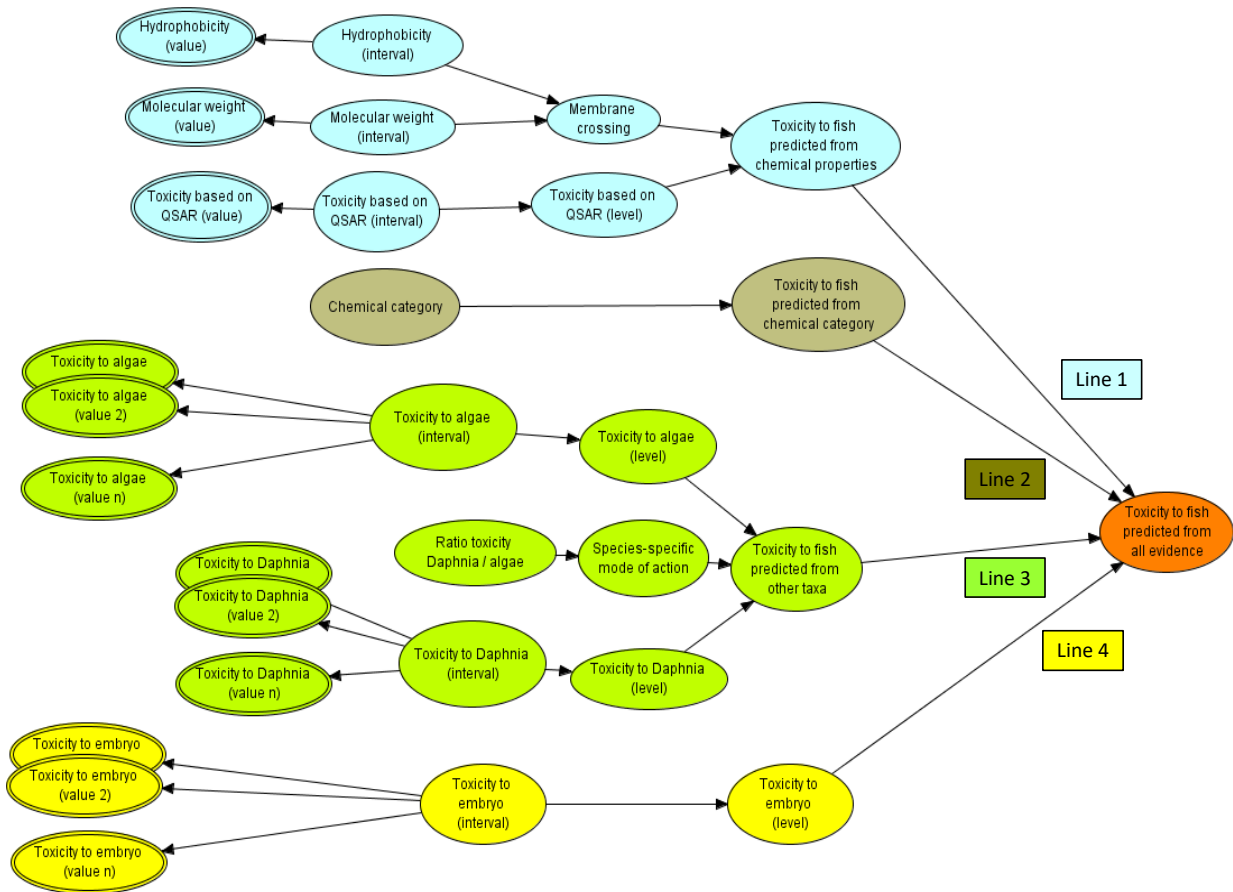 Hydrophobicity
(value)
Hydrophobicity
(interval)
Molecular weight
(value)
Molecular weight
(interval)
Membrane
crossing
Toxicity to fish
predicted from
chemical properties
Toxicity based on
QSAR (value)
Toxicity based on
QSAR (interval)
Toxicity based on
QSAR (level)
Chemical category
Toxicity to fish
predicted from
chemical category
Line 1
Toxicity to algae
Toxicity to algae
(value 2)
Toxicity to algae
(value n)
Toxicity to algae
(interval)
Toxicity to algae
(level)
Line 2
Toxicity to fish
predicted from
all evidence
Ratio toxicity
Daphnia / algae
Species-specific
mode of action
Toxicity to fish
predicted from
other taxa
Line 3
Toxicity to Daphnia
Toxicity to Daphnia
(value 2)
Toxicity to Daphnia
(value n)
Toxicity to Daphnia
(interval)
Toxicity to Daphnia
(level)
Line 4
Toxicity to embryo
Toxicity to embryo
(value 2)
Toxicity to embryo
(value n)
Toxicity to
embryo
(interval)
Toxicity to
embryo
(level)